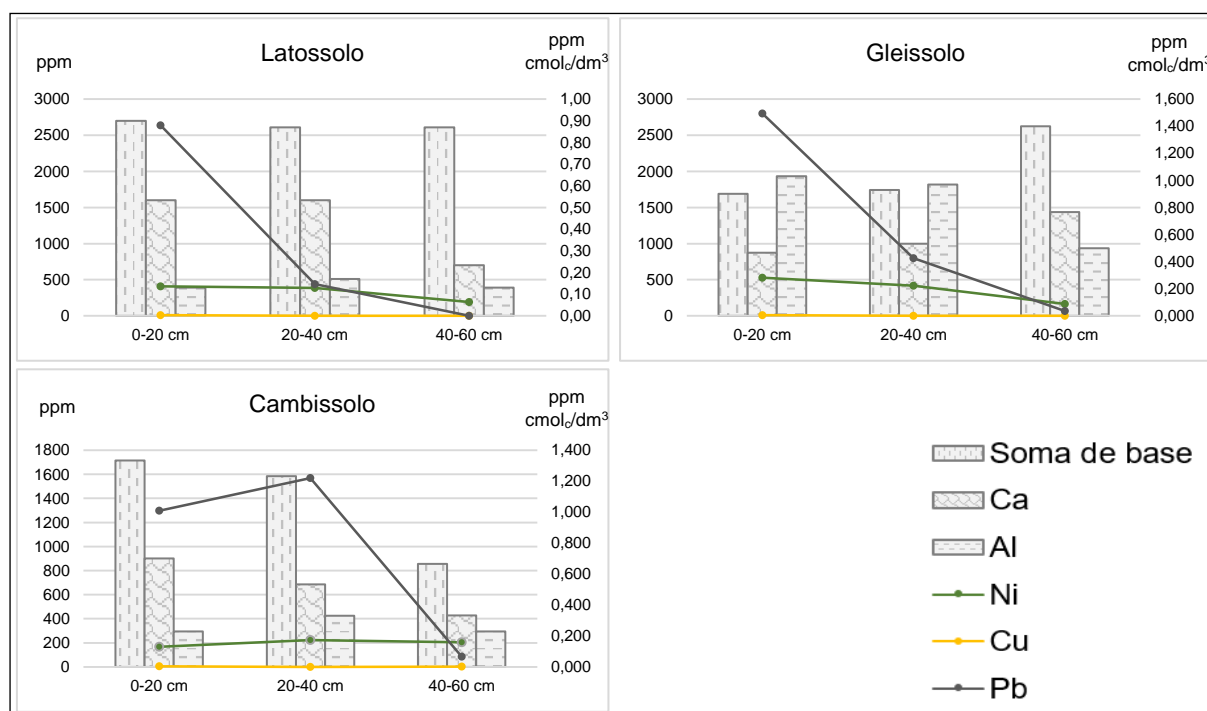 Latossolo
ppm
ppm
cmolc/dm³
3000
2500
2000
1500
1000
500
0
1,00
0,90
0,80
0,70
0,60
0,50
0,40
0,30
0,20
0,10
0,00
0-20 cm 20-40 cm 40-60 cm
Gleissolo
ppm
ppm
cmolc/dm³
3000
2500
2000
1500
1000
500
0
1,600
1,400
1,200
1,000
0,800
0,600
0,400
0,200
0,000
0-20 cm 20-40 cm 40-60 cm
Cambissolo
ppm
ppm
cmolc/dm³
1800
1600
1400
1200
1000
800
600
400
200
0
1,400
1,200
1,000
0,800
0,600
0,400
0,200
0,000
0-20 cm 20-40 cm 40-60 cm
Soma de base
Ca
Al
Ni
Cu
Pb